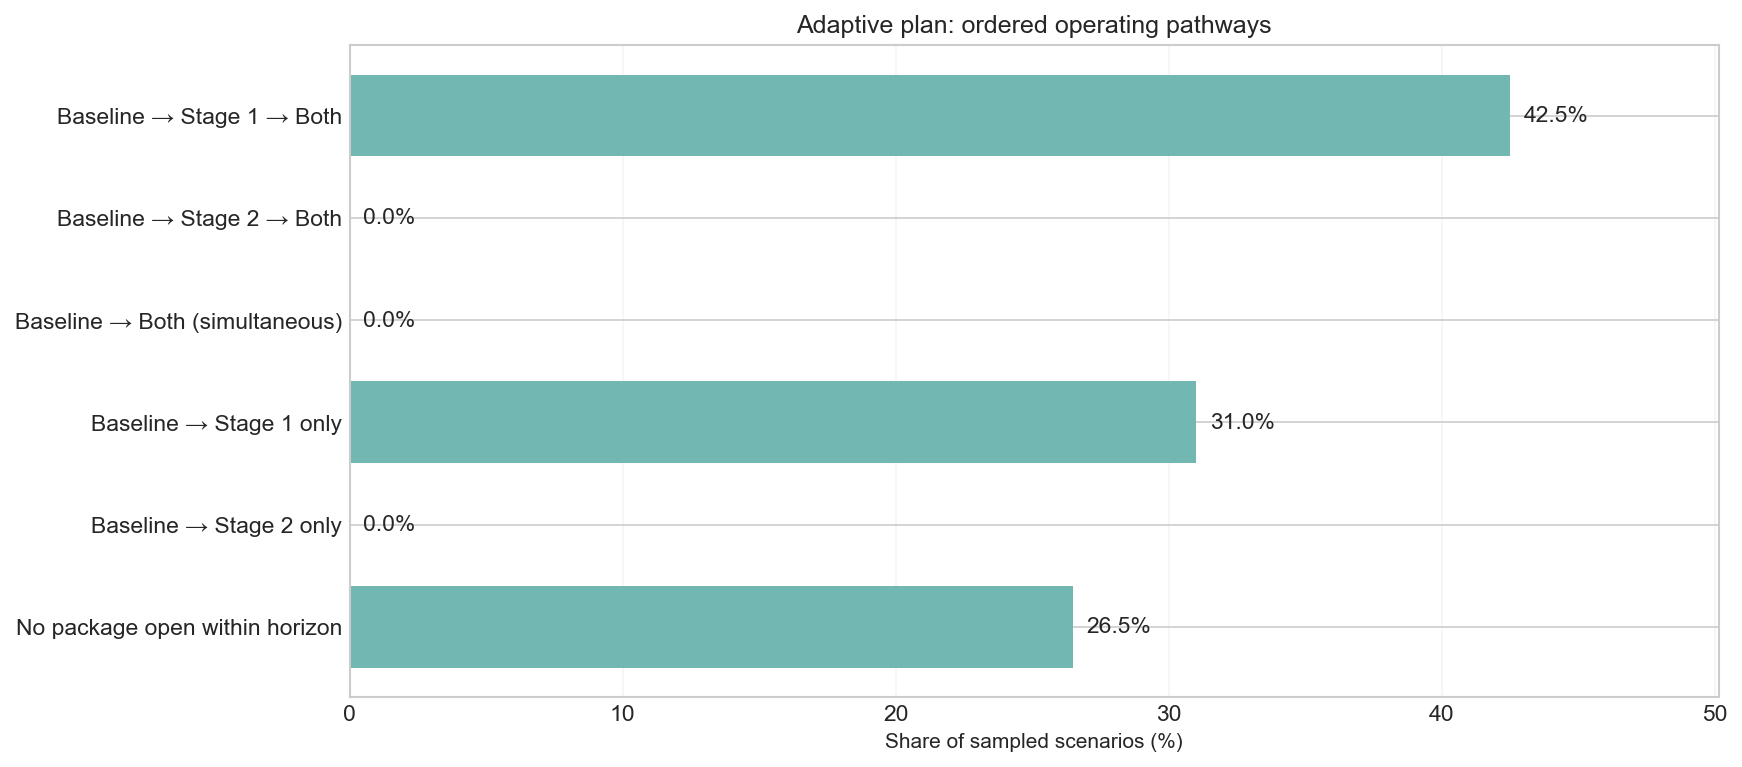 Adaptive plan: ordered operating pathways
Baseline → Stage 1 → Both
42.5%
Baseline → Stage 2 → Both
0.0%
Baseline → Both (simultaneous)
0.0%
Baseline → Stage 1 only
31.0%
Baseline → Stage 2 only
0.0%
No package open within horizon
26.5%
0 10 20 30 40 50
Share of sampled scenarios (%)